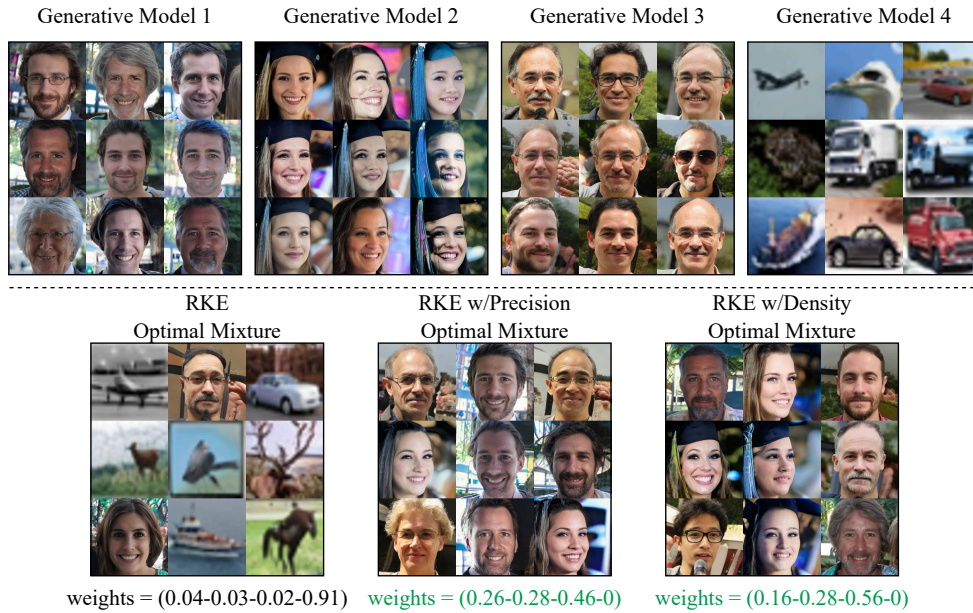 Generative Model 1
Generative Model 2
Generative Model 3
Generative Model 4
RKE
Optimal Mixture
RKE w/Precision
Optimal Mixture
RKE w/Density
Optimal Mixture
weights = (0.04-0.03-0.02-0.91)
weights = (0.26-0.28-0.46-0)
weights = (0.16-0.28-0.56-0)